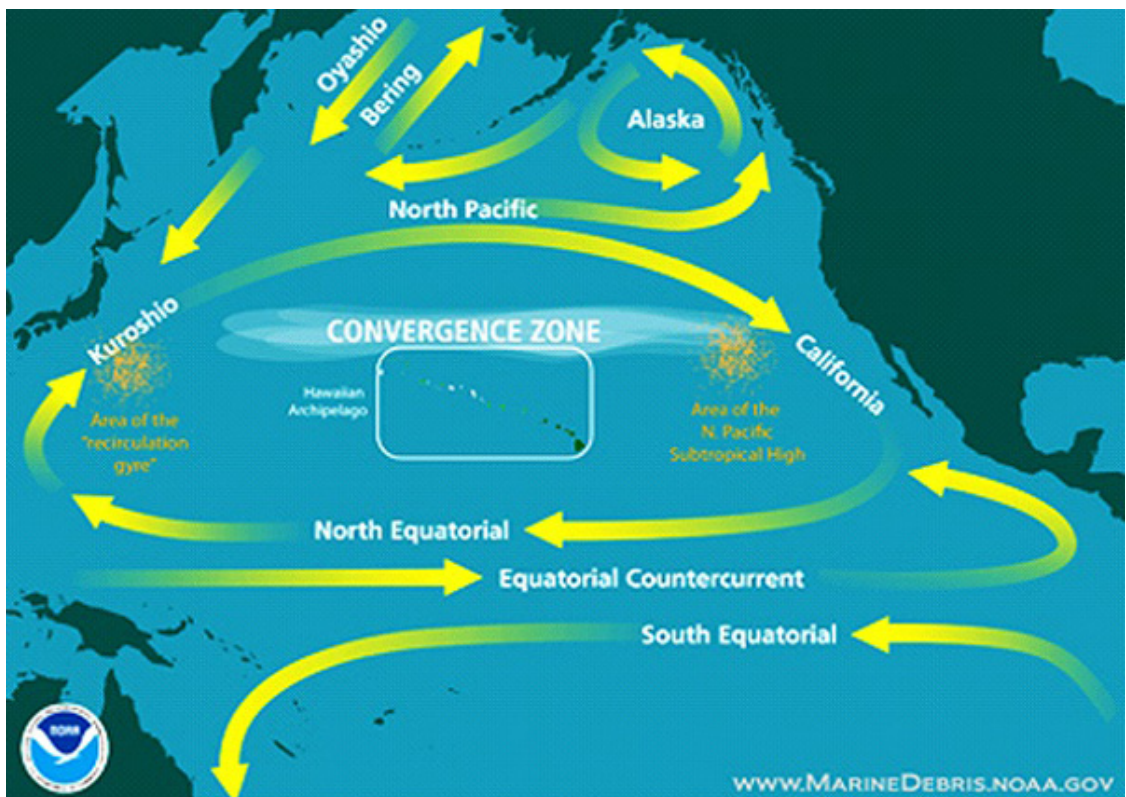 Oyashio
Bering
Alaska
North Pacific
Kuroshio
CONVERGENCE ZONE
California
Hawaiian
Archipelago
Area of the
"recirculation
gyre"
Area of the
N. Pacific
Subtropical High
North Equatorial
Equatorial Countercurrent
South Equatorial
NOAA
WWW.MARINEDEBRIS.NOAA.GOV